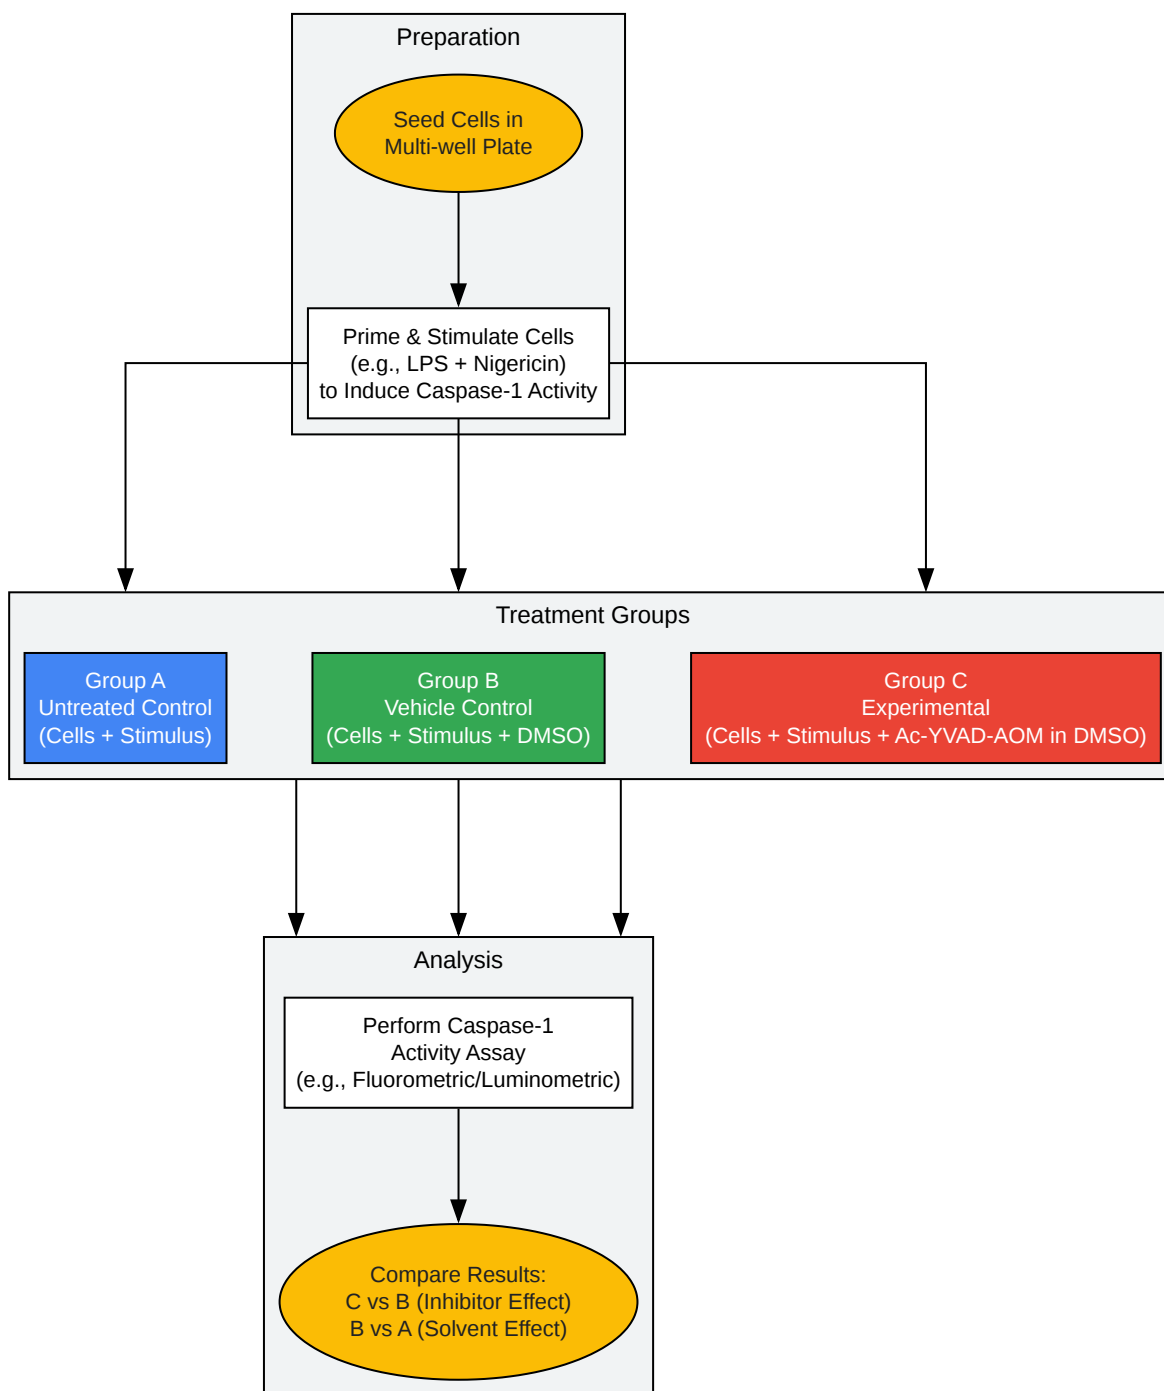 Preparation
Seed Cells in
Multi-well Plate
Prime & Stimulate Cells
(e.g., LPS + Nigericin)
to Induce Caspase-1 Activity
Treatment Groups
Group A
Untreated Control
(Cells + Stimulus)
Group B
Vehicle Control
(Cells + Stimulus + DMSO)
Group C
Experimental
(Cells + Stimulus + Ac-YVAD-AOM in DMSO)
Analysis
Perform Caspase-1
Activity Assay
(e.g., Fluorometric/Luminometric)
Compare Results:
C vs B (Inhibitor Effect)
B vs A (Solvent Effect)